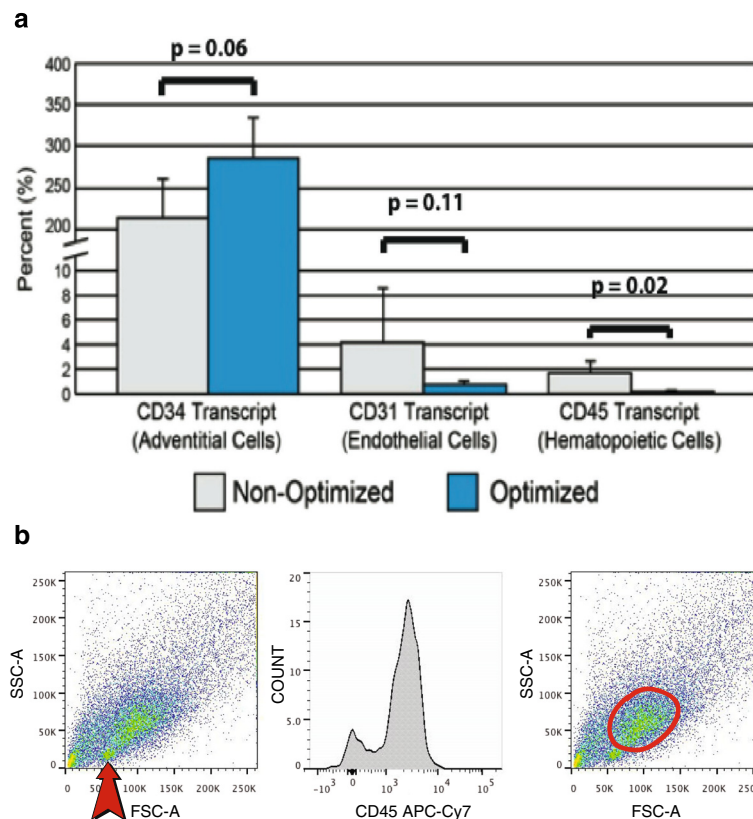 a
p = 0.06
p = 0.11
p = 0.02
Percent (%)
400
350
300
250
200
10
8
6
4
2
0
CD34 Transcript
(Adventitial Cells)
CD31 Transcript
(Endothelial Cells)
CD45 Transcript
(Hematopoietic Cells)
Non-Optimized
Optimized
b
SSC-A
250K
200K
150K
100K
50K
0
0 50K 100K 150K 200K 250K
FSC-A
COUNT
20
15
10
5.0
0
-10³ 0 10³ 10⁴ 10⁵
CD45 APC-Cy7
SSC-A
250K
200K
150K
100K
50K
0
0 50K 100K 150K 200K 250K
FSC-A